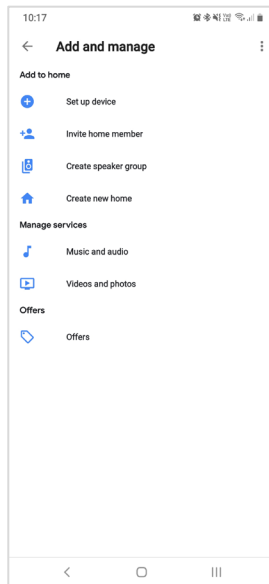 10:17
Add and manage
Add to home
Set up device
Invite home member
Create speaker group
Create new home
Manage services
Music and audio
Videos and photos
Offers
Offers